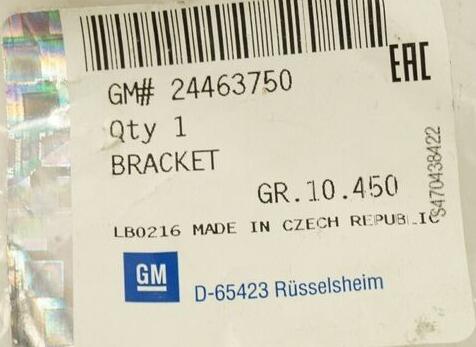 EAC
GM# 24463750
Qty 1
BRACKET
GR.10.450
LB0216 MADE IN CZECH REPUBLIC
S470438422
GM
D-65423 Rüsselsheim